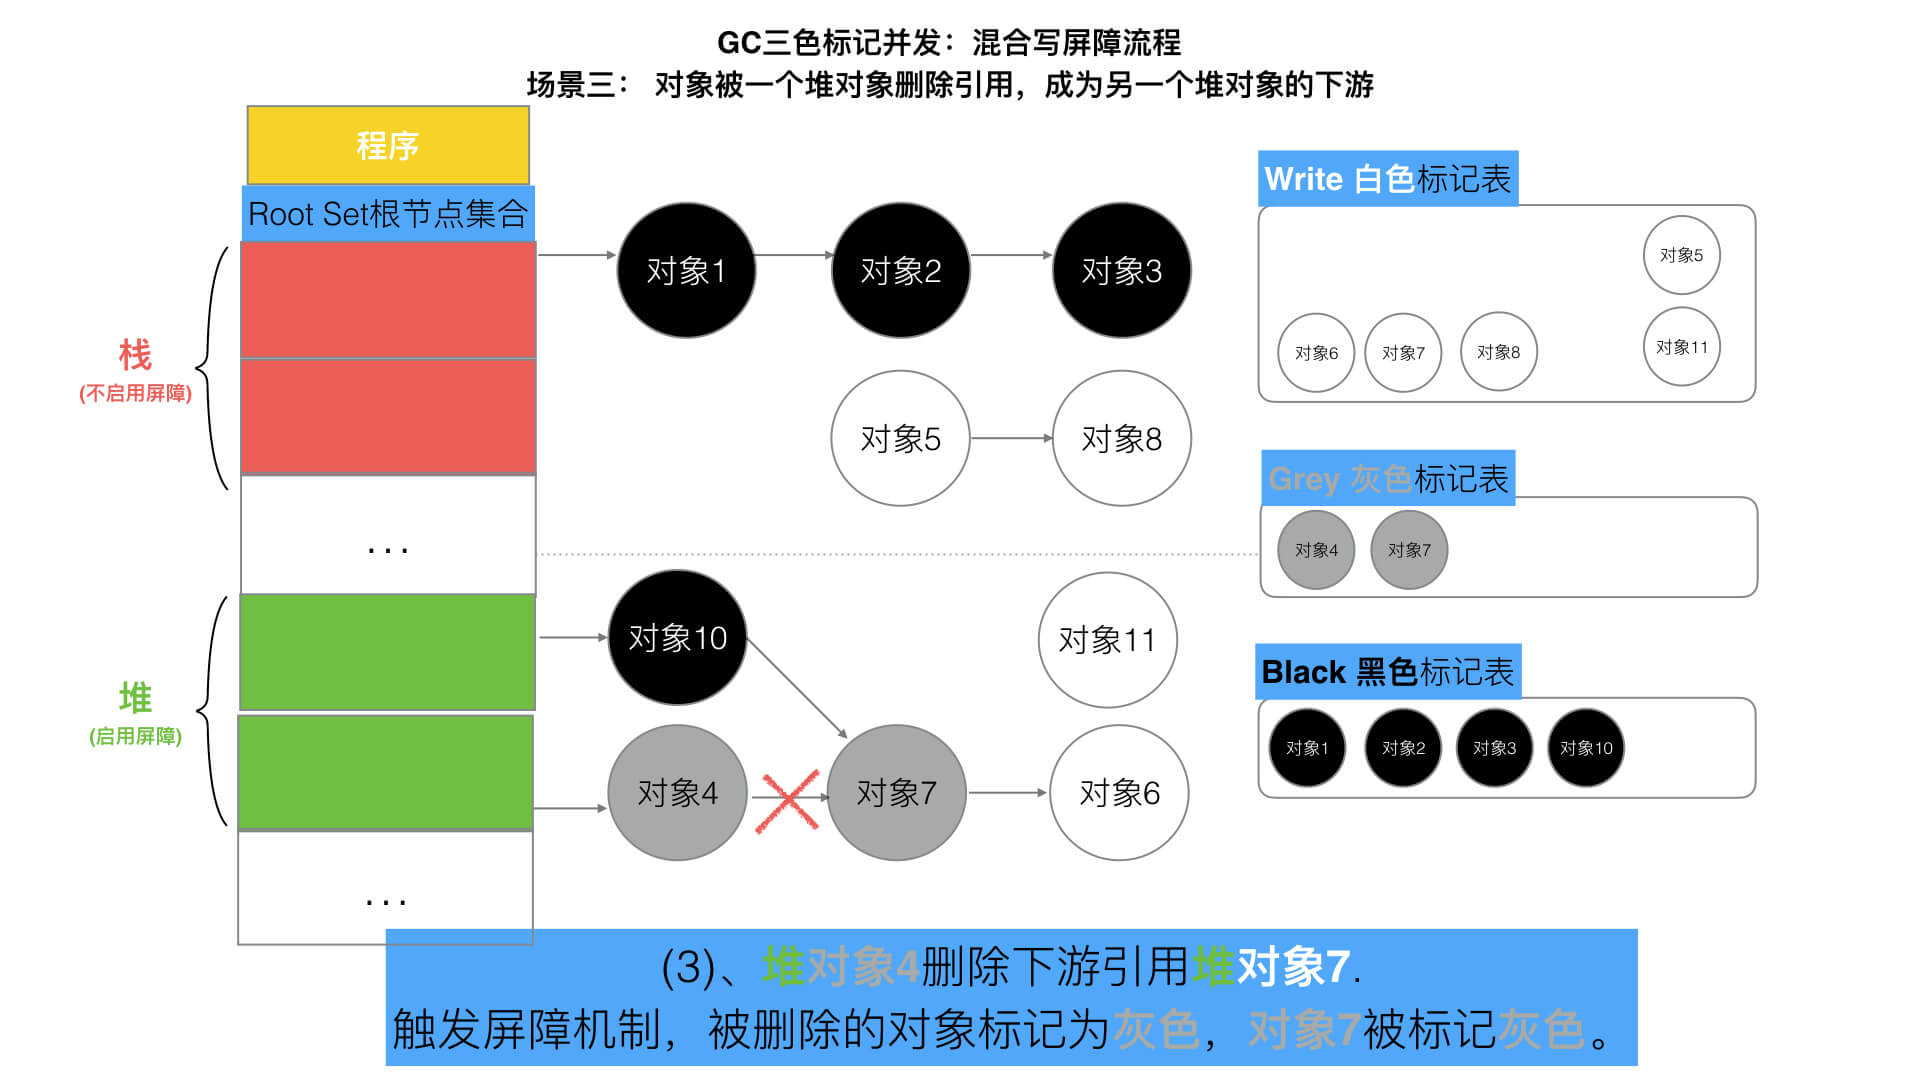 GC三色标记并发：混合写屏障流程
场景三： 对象被一个堆对象删除引用，成为另一个堆对象的下游
程序
Root Set根节点集合
栈
(不启用屏障)
...
堆
(启用屏障)
...
对象1
对象2
对象3
对象5
对象8
对象10
对象11
对象4
对象7
对象6
Write 白色标记表
对象5
对象6
对象7
对象8
对象11
Grey 灰色标记表
对象4
对象7
Black 黑色标记表
对象1
对象2
对象3
对象10
(3)、堆对象4删除下游引用堆对象7.
触发屏障机制，被删除的对象标记为灰色，对象7被标记灰色。